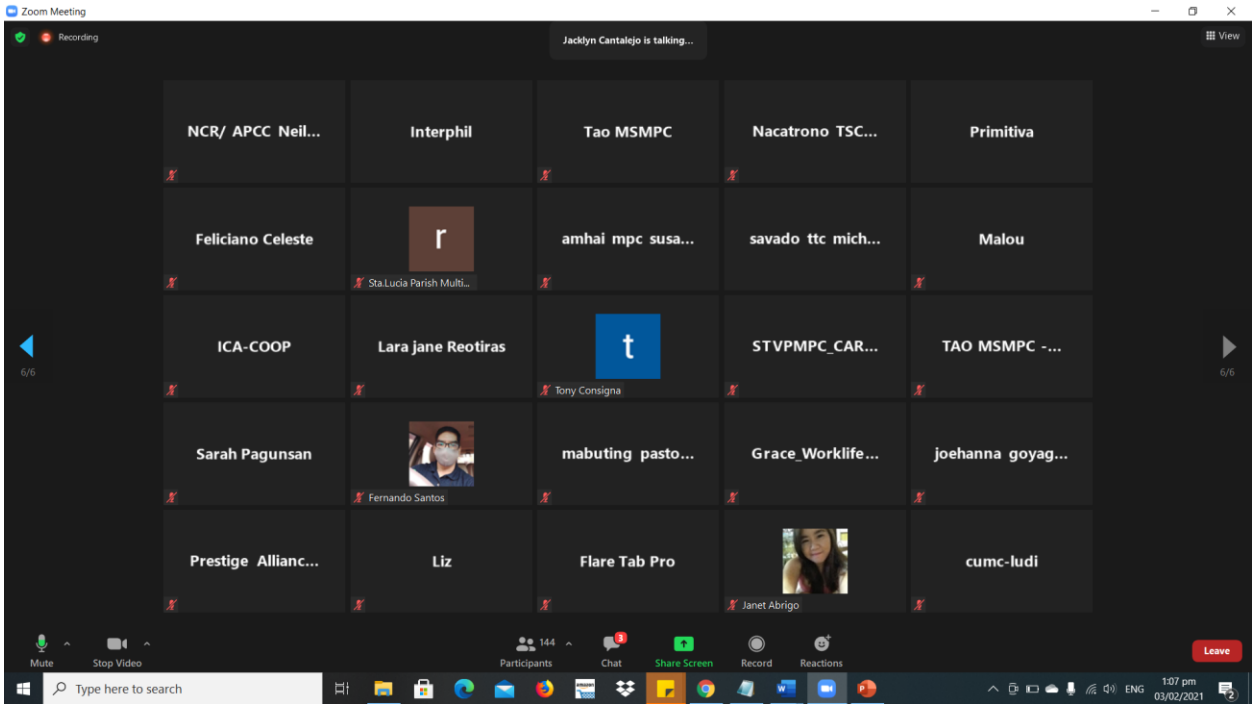 Zoom Meeting
Recording
Jacklyn Cantalejo is talking...
View
NCR/ APCC Neil...
Interphil
Tao MSMPC
Nacatrono TSC...
Primitiva
Feliciano Celeste
r
Sta.Lucia Parish Multi...
amhai mpc susa...
savado ttc mich...
Malou
ICA-COOP
Lara jane Reotiras
t
Tony Consigna
STVPMPC_CAR...
TAO MSMPC -...
6/6
6/6
Sarah Pagunsan
Fernando Santos
mabuting pasto...
Grace_Worklife...
joehanna goyag...
Prestige Allianc...
Liz
Flare Tab Pro
Janet Abrigo
cumc-ludi
Mute
Stop Video
144
Participants
3
Chat
Share Screen
Record
Reactions
Leave
Type here to search
amazon
ENG
1:07 pm
03/02/2021
2